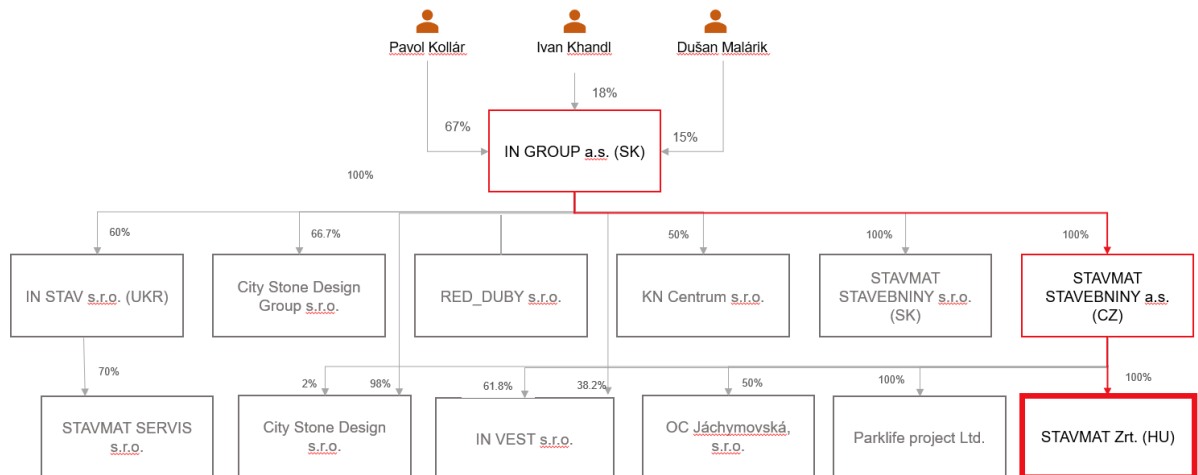 Pavol Kollár
Ivan Khandl
Dušan Malárik
18%
67%
15%
IN GROUP a.s. (SK)
100%
60%
66.7%
50%
100%
100%
IN STAV s.r.o. (UKR)
City Stone Design
Group s.r.o.
RED_DUBY s.r.o.
KN Centrum s.r.o.
STAVMAT
STAVEBNINY s.r.o.
(SK)
STAVMAT
STAVEBNINY a.s.
(CZ)
70%
2%
98%
61.8%
38.2%
50%
100%
100%
STAVMAT SERVIS
s.r.o.
City Stone Design
s.r.o.
IN VEST s.r.o.
OC Jáchymovská,
s.r.o.
Parklife project Ltd.
STAVMAT Zrt. (HU)